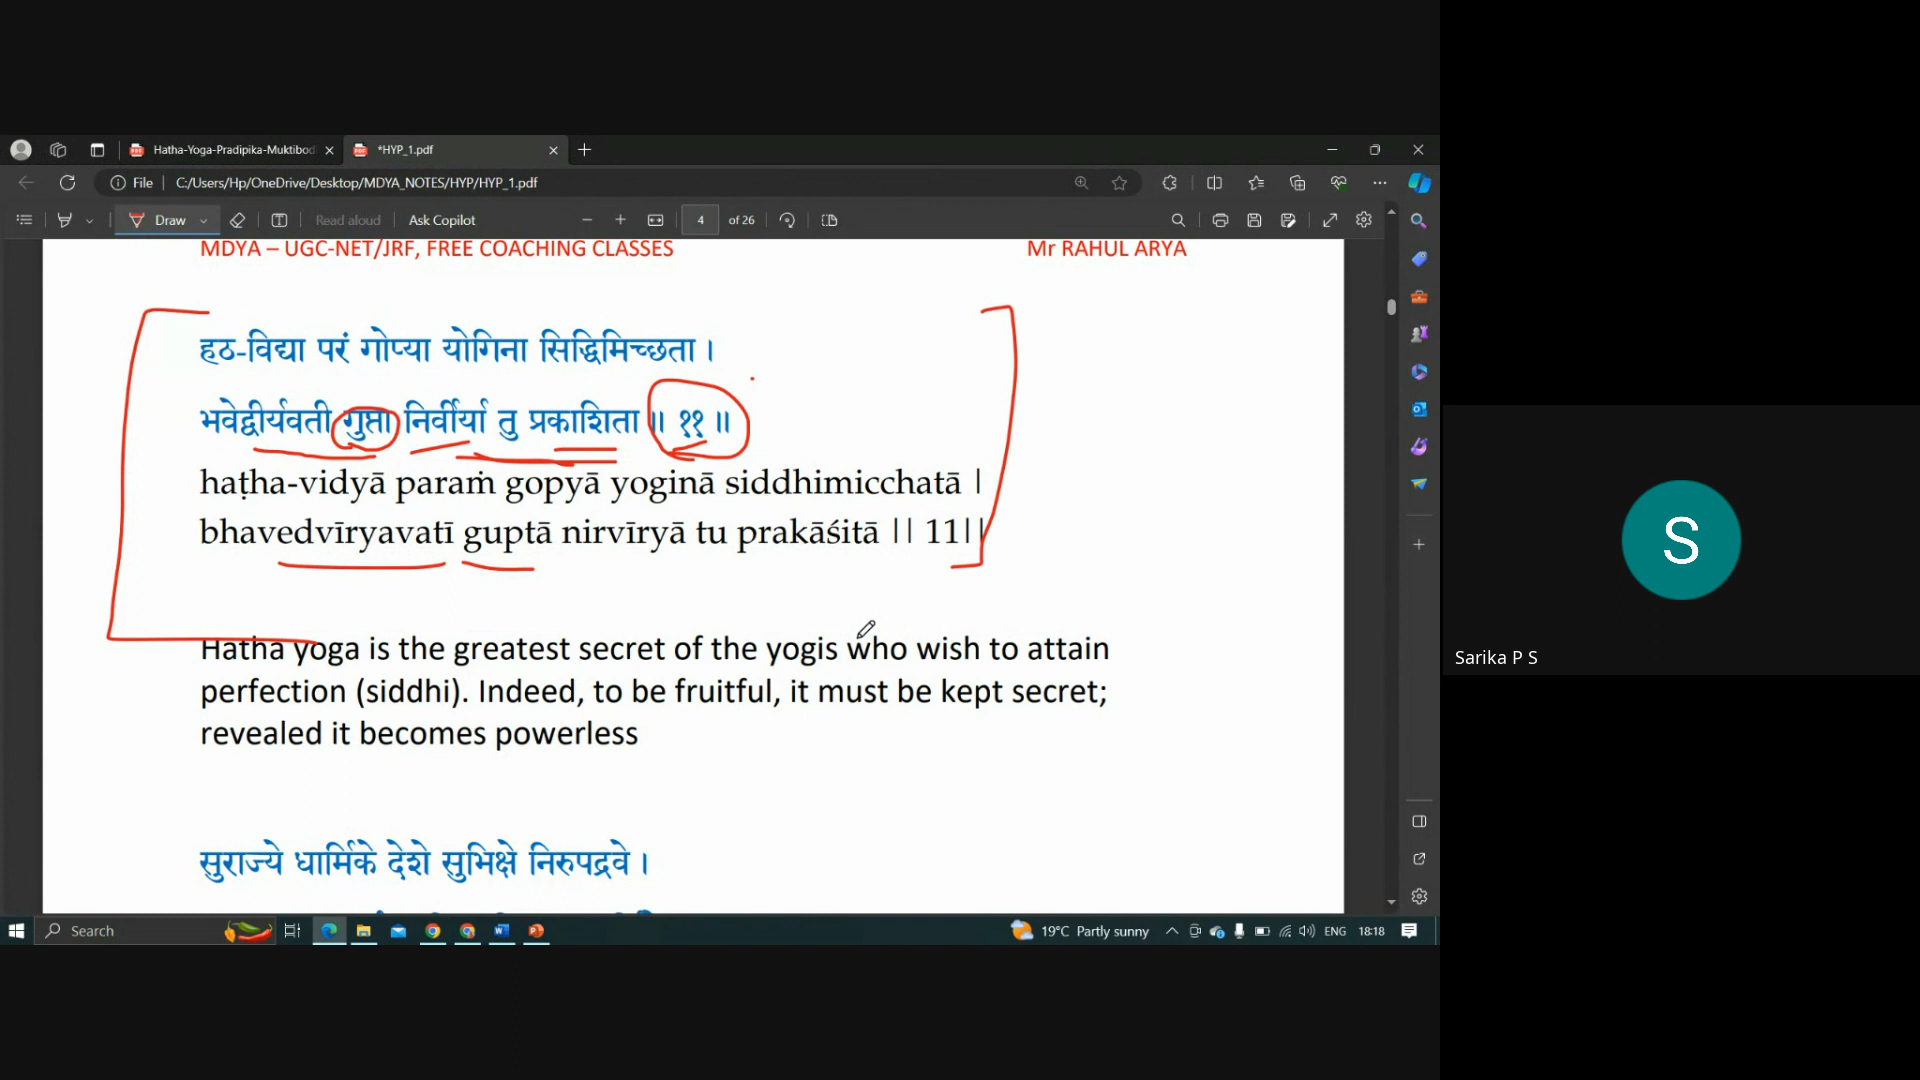 Hatha-Yoga-Pradipika-Muktibod
*HYP_1.pdf
File C:/Users/Hp/OneDrive/Desktop/MDYA_NOTES/HYP/HYP_1.pdf
Draw Read aloud Ask Copilot 4 of 26
MDYA – UGC-NET/JRF, FREE COACHING CLASSES Mr RAHUL ARYA
हठ-विद्या परं गोप्या योगिना सिद्धिमिच्छता ।
भवेद्वीर्यवती गुप्ता निर्वीर्या तु प्रकाशिता ॥ ११ ॥
haṭha-vidyā paraṁ gopyā yoginā siddhimicchatā |
bhavedvīryavatī guptā nirvīryā tu prakāśitā || 11||
Hatha yoga is the greatest secret of the yogis who wish to attain
perfection (siddhi). Indeed, to be fruitful, it must be kept secret;
revealed it becomes powerless
सुराज्ये धार्मिके देशे सुभिक्षे निरुपद्रवे ।
S
Sarika P S
Search 19°C Partly sunny ENG 18:18